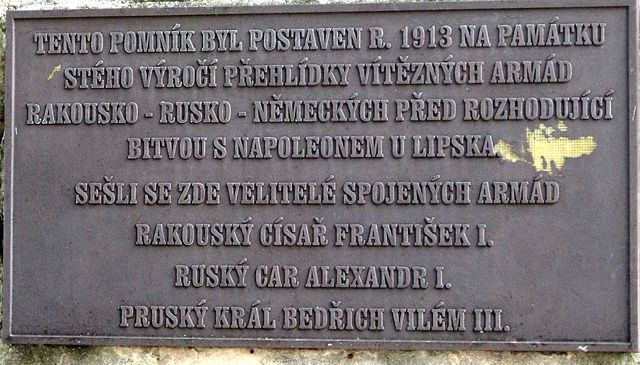 TENTO POMNÍK BYL POSTAVEN R. 1913 NA PAMÁTKU
STÉHO VÝROČÍ PŘEHLÍDKY VÍTĚZNÝCH ARMÁD
RAKOUSKO - RUSKO - NĚMECKÝCH PŘED ROZHODUJÍCÍ
BITVOU S NAPOLEONEM U LIPSKA.
SEŠLI SE ZDE VELITELÉ SPOJENÝCH ARMÁD
RAKOUSKÝ CÍSAŘ FRANTIŠEK I.
RUSKÝ CAR ALEXANDR I.
PRUSKÝ KRÁL BEDŘICH VILÉM III.